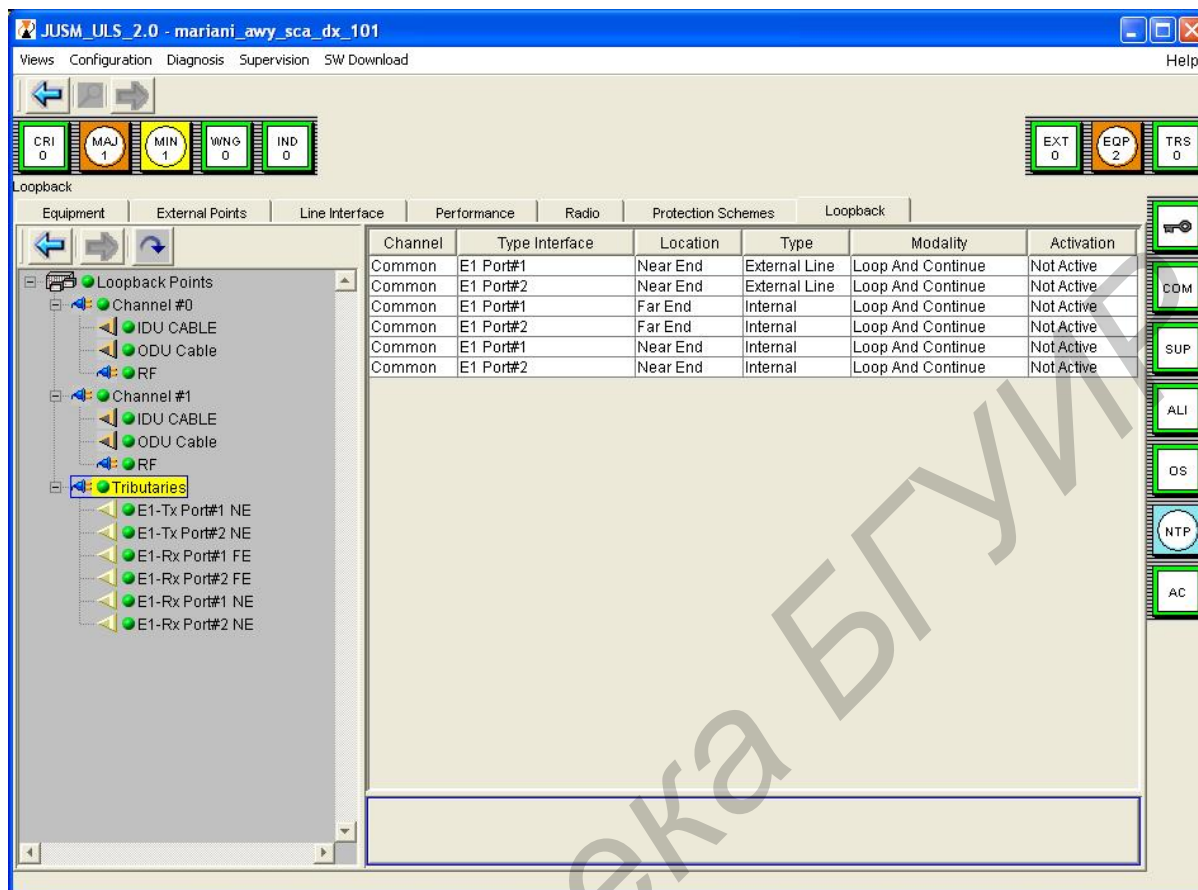 JUSM_ULS_2.0 - mariani_awy_sca_dx_101
Views Configuration Diagnosis Supervision SW Download Help
CRI 0 MAJ 1 MIN 1 WNG 0 IND 0 EXT 0 EQP 2 TRS 0
Loopback
Equipment External Points Line Interface Performance Radio Protection Schemes Loopback
Loopback Points
Channel #0
IDU CABLE
ODU Cable
RF
Channel #1
IDU CABLE
ODU Cable
RF
Tributaries
E1-Tx Port#1 NE
E1-Tx Port#2 NE
E1-Rx Port#1 FE
E1-Rx Port#2 FE
E1-Rx Port#1 NE
E1-Rx Port#2 NE
Channel Type Interface Location Type Modality Activation
Common E1 Port#1 Near End External Line Loop And Continue Not Active
Common E1 Port#2 Near End External Line Loop And Continue Not Active
Common E1 Port#1 Far End Internal Loop And Continue Not Active
Common E1 Port#2 Far End Internal Loop And Continue Not Active
Common E1 Port#1 Near End Internal Loop And Continue Not Active
Common E1 Port#2 Near End Internal Loop And Continue Not Active
COM
SUP
ALI
OS
NTP
AC
ека БГУИР